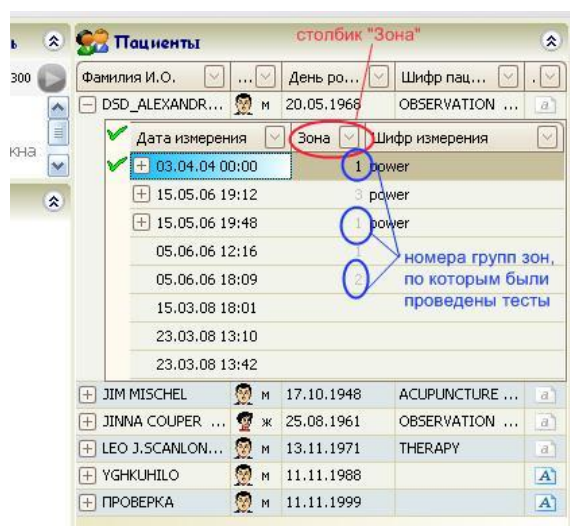 ь
Пациенты
столбик "Зона"
300
Фамилия И.О. ... День ро... Шифр пац... .
DSD_ALEXANDR... м 20.05.1968 OBSERVATION ... a
кна
Дата измерения Зона Шифр измерения
03.04.04 00:00 1 power
15.05.06 19:12 3 power
15.05.06 19:48 1 power
05.06.06 12:16 1
05.06.06 18:09 2
номера групп зон,
по которым были
проведены тесты
15.03.08 18:01
23.03.08 13:10
23.03.08 13:42
JIM MISCHEL м 17.10.1948 ACUPUNCTURE ... a
JINNA COUPER ... ж 25.08.1961 OBSERVATION ... a
LEO J.SCANLON... м 13.11.1971 THERAPY a
YGHKUHILO м 11.11.1988 A
ПРОВЕРКА м 11.11.1999 A